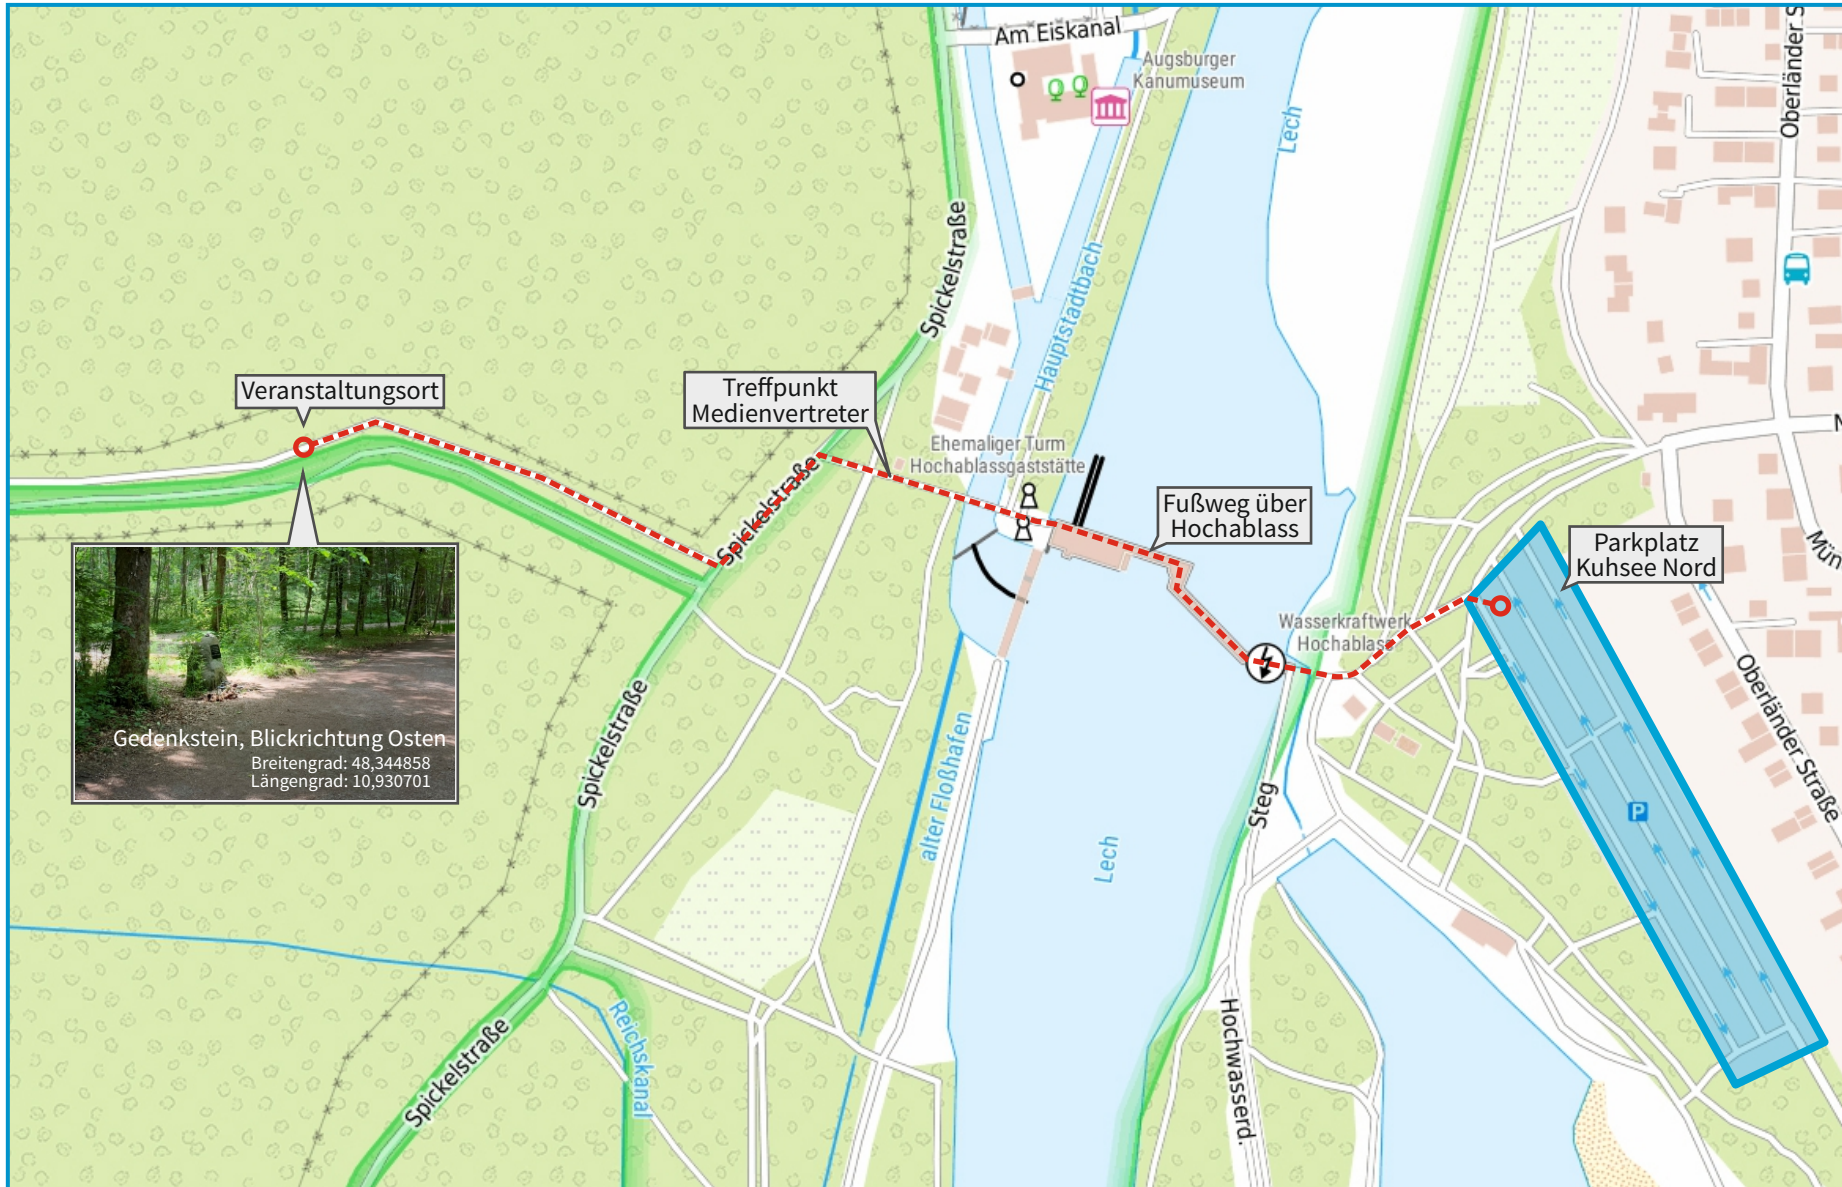 Am Eiskanal
Augsburger
Kanumuseum
Lech
Oberländer S
Spickelstraße
Hauptstadtbach
Veranstaltungsort
Treffpunkt
Medienvertreter
Ehemaliger Turm
Hochablassgaststätte
Spickelstraße
Fußweg über
Hochablass
Parkplatz
Kuhsee Nord
N
Mün
Wasserkraftwerk
Hochablass
Gedenkstein, Blickrichtung Osten
Breitengrad: 48,344858
Längengrad: 10,930701
Spickelstraße
alter Floßhafen
Lech
Steg
P
Oberländer Straße
Reichskanal
Spickelstraße
Hochwasserd.